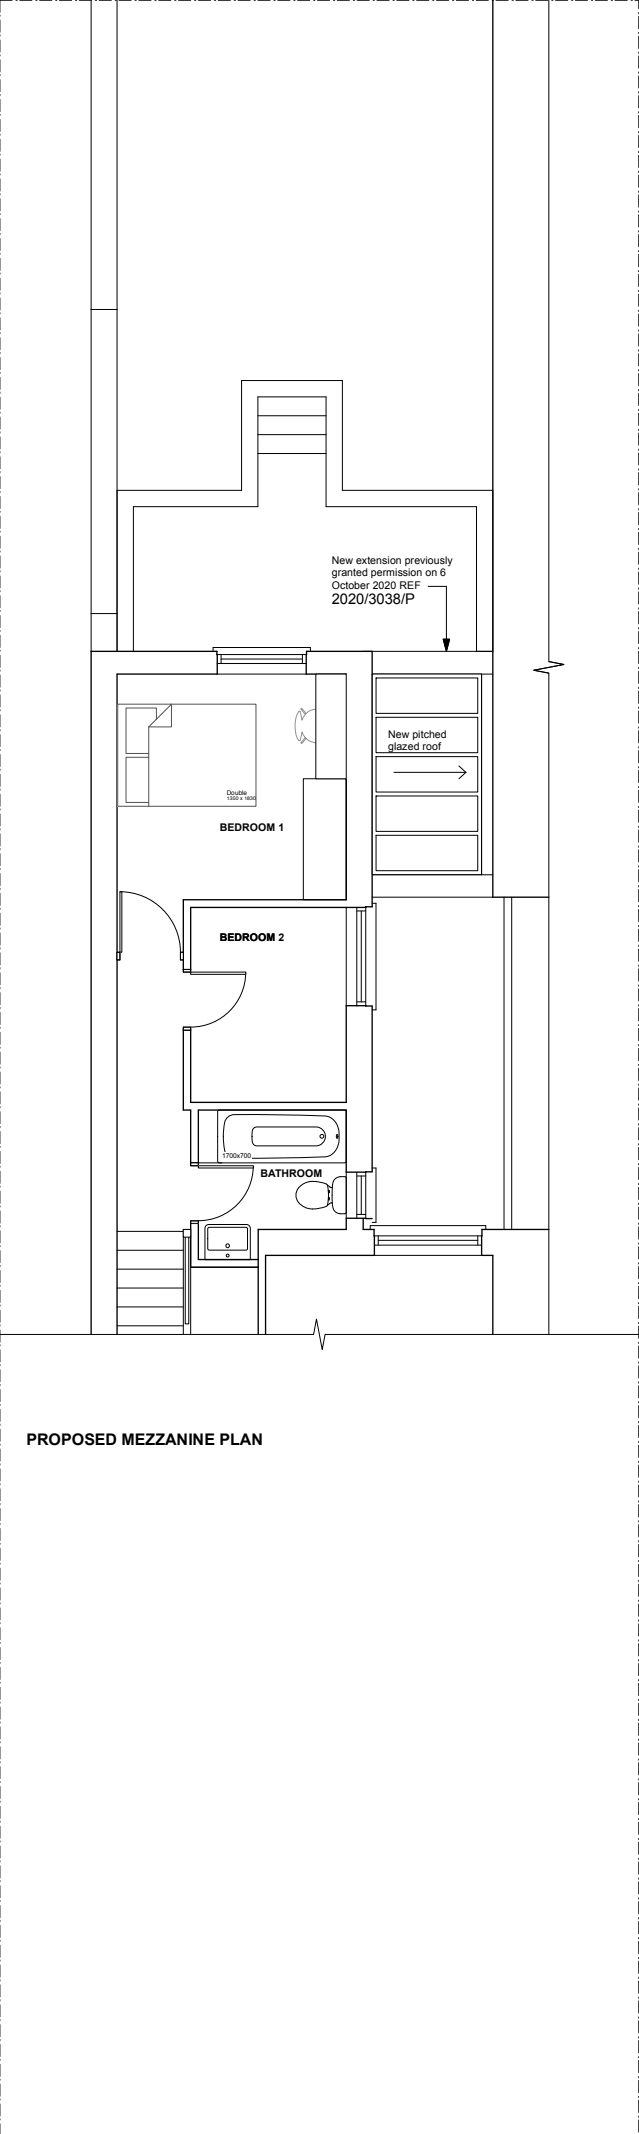 New extension previously
granted permission on 6
October 2020 REF
2020/3038/P
New pitched
glazed roof
Double
1350 x 1830
BEDROOM 1
BEDROOM 2
1700x700
BATHROOM
PROPOSED MEZZANINE PLAN